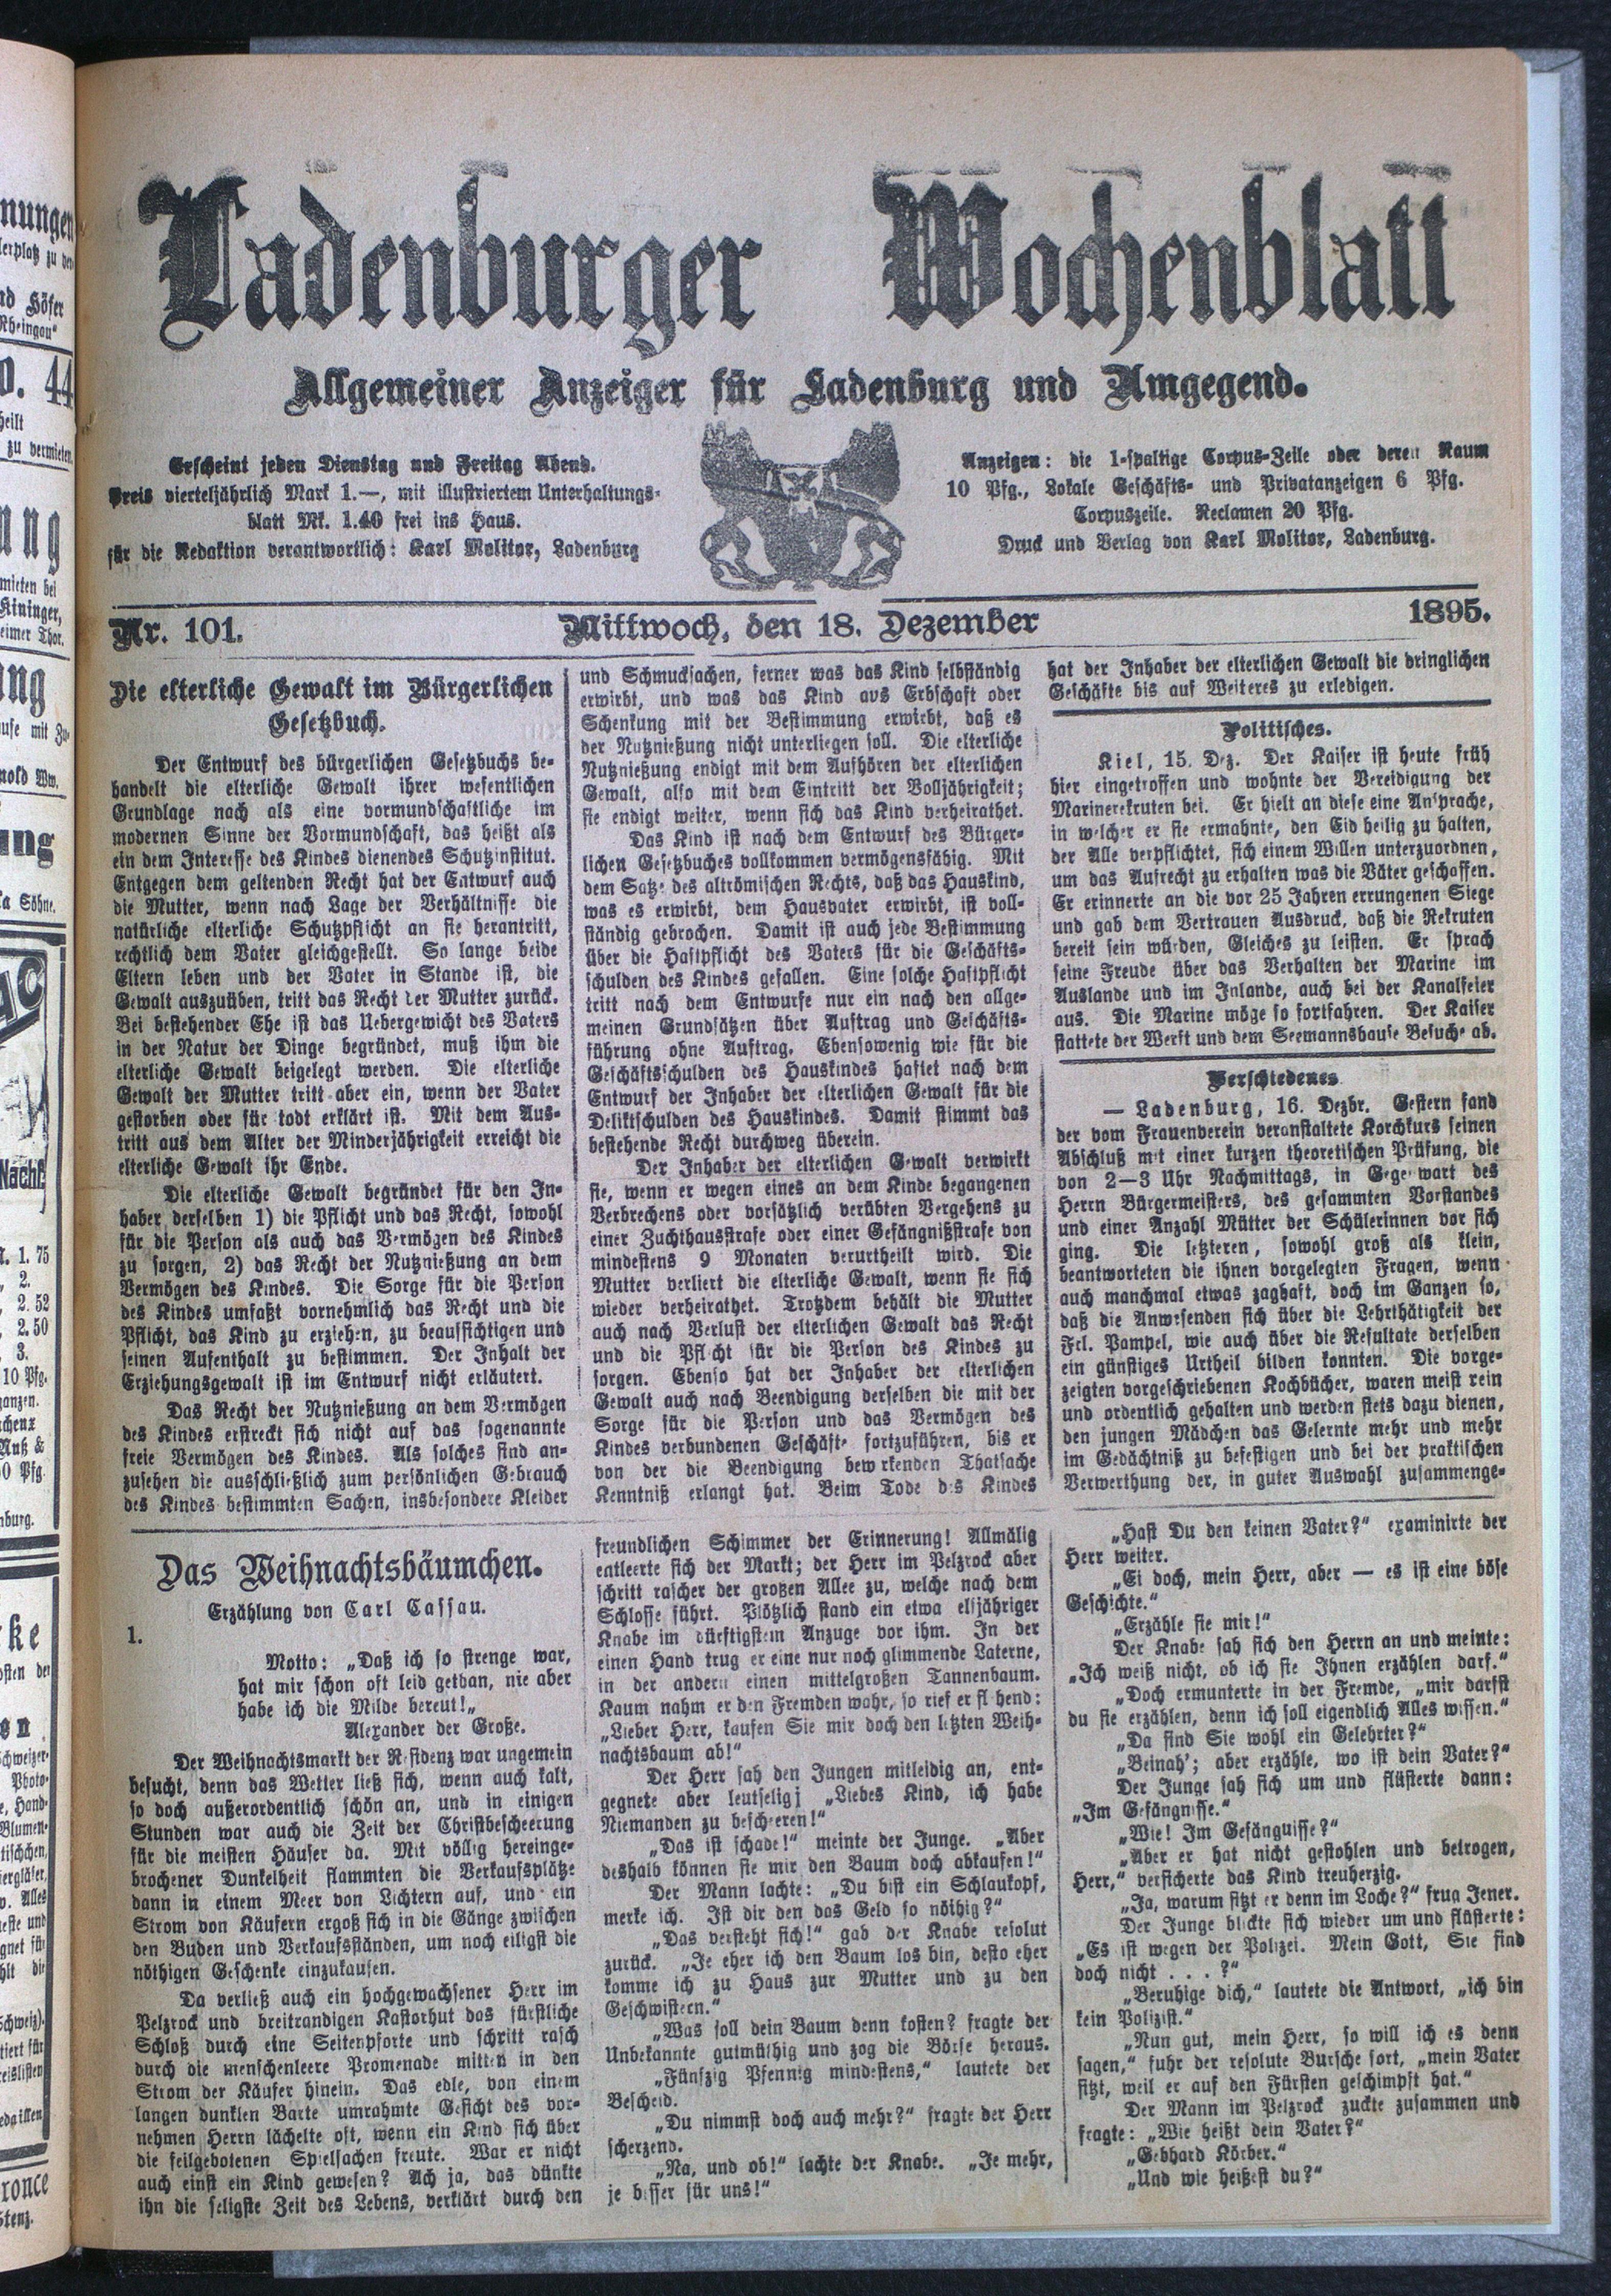 Ladenburger Wochenblatt
Allgemeiner Anzeiger für Ladenburg und Umgegend.
Erscheint jeden Dienstag und Freitag Abend.
Preis vierteljährlich Mark 1.—, mit illustriertem Unterhaltungs-
blatt Mk. 1.40 frei ins Haus.
für die Redaktion verantwortlich: Karl Molitor, Ladenburg
Anzeigen: die 1-spaltige Corpus-Zeile oder deren Raum
10 Pfg., Lokale Geschäfts- und Privatanzeigen 6 Pfg.
Corpuszeile. Reclamen 20 Pfg.
Druck und Verlag von Karl Molitor, Ladenburg.
Nr. 101.
Mittwoch, den 18. Dezember
1895.
Die elterliche Gewalt im Bürgerlichen
Gesetzbuch.
Der Entwurf des bürgerlichen Gesetzbuchs be-
handelt die elterliche Gewalt ihrer wesentlichen
Grundlage nach als eine vormundschaftliche im
modernen Sinne der Vormundschaft, das heißt als
ein dem Interesse des Kindes dienendes Schutzinstitut.
Entgegen dem geltenden Recht hat der Entwurf auch
die Mutter, wenn nach Lage der Verhältnisse die
natürliche elterliche Schutzpflicht an sie herantritt,
rechtlich dem Vater gleichgestellt. So lange beide
Eltern leben und der Vater in Stande ist, die
Gewalt auszuüben, tritt das Recht der Mutter zurück.
Bei bestehender Ehe ist das Uebergewicht des Vaters
in der Natur der Dinge begründet, muß ihm die
elterliche Gewalt beigelegt werden. Die elterliche
Gewalt der Mutter tritt aber ein, wenn der Vater
gestorben oder für todt erklärt ist. Mit dem Aus-
tritt aus dem Alter der Minderjährigkeit erreicht die
elterliche Gewalt ihr Ende.
Die elterliche Gewalt begründet für den In-
haber derselben 1) die Pflicht und das Recht, sowohl
für die Person als auch das Vermögen des Kindes
zu sorgen, 2) das Recht der Nutznießung an dem
Vermögen des Kindes. Die Sorge für die Person
des Kindes umfaßt vornehmlich das Recht und die
Pflicht, das Kind zu erziehen, zu beaufsichtigen und
seinen Aufenthalt zu bestimmen. Der Inhalt der
Erziehungsgewalt ist im Entwurf nicht erläutert.
Das Recht der Nutznießung an dem Vermögen
des Kindes erstreckt sich nicht auf das sogenannte
freie Vermögen des Kindes. Als solches sind an-
zusehen die ausschließlich zum persönlichen Gebrauch
des Kindes bestimmten Sachen, insbesondere Kleider
und Schmucksachen, ferner was das Kind selbständig
erwirbt, und was das Kind avs Erbschaft oder
Schenkung mit der Bestimmung erwirbt, daß es
der Nutznießung nicht unterliegen soll. Die elterliche
Nutznießung endigt mit dem Aufhören der elterlichen
Gewalt, also mit dem Eintritt der Volljährigkeit;
sie endigt weiter, wenn sich das Kind verheirathet.
Das Kind ist nach dem Entwurf des Bürger-
lichen Gesetzbuches vollkommen vermögensfähig. Mit
dem Satze des altrömischen Rechts, daß das Hauskind,
was es erwirbt, dem Hausvater erwirbt, ist voll-
ständig gebrochen. Damit ist auch jede Bestimmung
über die Haftpflicht des Vaters für die Geschäfts-
schulden des Kindes gefallen. Eine solche Haftpflicht
tritt nach dem Entwurfe nur ein nach den allge-
meinen Grundsätzen über Auftrag und Geschäfts-
führung ohne Auftrag. Ebensowenig wie für die
Geschäftsschulden des Hauskindes haftet nach dem
Entwurf der Inhaber der elterlichen Gewalt für die
Deliktschulden des Hauskindes. Damit stimmt das
bestehende Recht durchweg überein.
Der Inhaber der elterlichen Gewalt verwirkt
sie, wenn er wegen eines an dem Kinde begangenen
Verbrechens oder vorsätzlich verübten Vergehens zu
einer Zuchthausstrafe oder einer Gefängnißstrafe von
mindestens 9 Monaten verurtheilt wird. Die
Mutter verliert die elterliche Gewalt, wenn sie sich
wieder verheirathet. Trotzdem behält die Mutter
auch nach Verlust der elterlichen Gewalt das Recht
und die Pflicht für die Person des Kindes zu
sorgen. Ebenso hat der Inhaber der elterlichen
Gewalt auch nach Beendigung derselben die mit der
Sorge für die Person und das Vermögen des
Kindes verbundenen Geschäfte fortzuführen, bis er
von der die Beendigung bewirkenden Thatsache
Kenntniß erlangt hat. Beim Tode des Kindes
hat der Inhaber der elterlichen Gewalt die dringlichen
Geschäfte bis auf Weiteres zu erledigen.
Politisches.
Kiel, 15. Dez. Der Kaiser ist heute früh
hier eingetroffen und wohnte der Vereidigung der
Marinerekruten bei. Er hielt an diese eine Ansprache,
in welcher er sie ermahnte, den Eid heilig zu halten,
der Alle verpflichtet, sich einem Willen unterzuordnen,
um das Aufrecht zu erhalten was die Väter geschaffen.
Er erinnerte an die vor 25 Jahren errungenen Siege
und gab dem Vertrauen Ausdruck, daß die Rekruten
bereit sein würden, Gleiches zu leisten. Er sprach
seine Freude über das Verhalten der Marine im
Auslande und im Inlande, auch bei der Kanalfeier
aus. Die Marine möge so fortfahren. Der Kaiser
stattete der Werft und dem Seemannshause Besuche ab.
Verschiedenes
— Ladenburg, 16. Dezbr. Gestern fand
der vom Frauenverein veranstaltete Korchkurs seinen
Abschluß mit einer kurzen theoretischen Prüfung, die
von 2—3 Uhr Nachmittags, in Gegenwart des
Herrn Bürgermeisters, des gesammten Vorstandes
und einer Anzahl Mütter der Schülerinnen vor sich
ging. Die letzteren, sowohl groß als klein,
beantworteten die ihnen vorgelegten Fragen, wenn
auch manchmal etwas zaghaft, doch im Ganzen so,
daß die Anwesenden sich über die Lehrthätigkeit der
Frl. Pampel, wie auch über die Resultate derselben
ein günstiges Urtheil bilden konnten. Die vorge-
zeigten vorgeschriebenen Kochbücher, waren meist rein
und ordentlich gehalten und werden stets dazu dienen,
den jungen Mädchen das Gelernte mehr und mehr
im Gedächtniß zu befestigen und bei der praktischen
Verwerthung der, in guter Auswahl zusammenge-
Das Weihnachtsbäumchen.
Erzählung von Carl Cassau.
1.
Motto: „Daß ich so strenge war,
hat mir schon oft leid gethan, nie aber
habe ich die Milde bereut!„
Alexander der Große.
Der Weihnachtsmarkt der Residenz war ungemein
besucht, denn das Wetter ließ sich, wenn auch kalt,
so doch außerordentlich schön an, und in einigen
Stunden war auch die Zeit der Christbescheerung
für die meisten Häuser da. Mit völlig hereinge-
brochener Dunkelheit flammten die Verkaufsplätze
dann in einem Meer von Lichtern auf, und ein
Strom von Käufern ergoß sich in die Gänge zwischen
den Buden und Verkaufsständen, um noch eiligst die
nöthigen Geschenke einzukaufen.
Da verließ auch ein hochgewachsener Herr im
Pelzrock und breitrandigen Kastorhut das fürstliche
Schloß durch eine Seitenpforte und schritt rasch
durch die menschenleere Promenade mitten in den
Strom der Käufer hinein. Das edle, von einem
langen dunklen Barte umrahmte Gesicht des vor-
nehmen Herrn lächelte oft, wenn ein Kind sich über
die feilgebotenen Spielsachen freute. War er nicht
auch einst ein Kind gewesen? Ach ja, das dünkte
ihn die seligste Zeit des Lebens, verklärt durch den
freundlichen Schimmer der Erinnerung! Allmälig
entleerte sich der Markt; der Herr im Pelzrock aber
schritt rascher der großen Allee zu, welche nach dem
Schlosse führt. Plötzlich stand ein etwa elfjähriger
Knabe im dürftigstem Anzuge vor ihm. In der
einen Hand trug er eine nur noch glimmende Laterne,
in der andern einen mittelgroßen Tannenbaum.
Kaum nahm er den Fremden wahr, so rief er flehend:
„Lieber Herr, kaufen Sie mir doch den letzten Weih-
nachtsbaum ab!“
Der Herr sah den Jungen mitleidig an, ent-
gegnete aber leutselig; „Liebes Kind, ich habe
Niemanden zu bescheeren!“
„Das ist schade!“ meinte der Junge. „Aber
deshalb können sie mir den Baum doch abkaufen!“
Der Mann lachte: „Du bist ein Schlaukopf,
merke ich. Ist dir den das Geld so nöthig?“
„Das versteht sich!“ gab der Knabe resolut
zurück. „Je eher ich den Baum los bin, desto eher
komme ich zu Haus zur Mutter und zu den
Geschwistern.“
„Was soll dein Baum denn kosten? fragte der
Unbekannte gutmüthig und zog die Börse heraus.
„Fünfzig Pfennig mindestens,“ lautete der
Bescheid.
„Du nimmst doch auch mehr?“ fragte der Herr
scherzend.
„Na, und ob!“ lachte der Knabe. „Je mehr,
je besser für uns!“
„Hast Du den keinen Vater?“ examinirte der
Herr weiter.
„Ei doch, mein Herr, aber — es ist eine böse
Geschichte.“
„Erzähle sie mir!“
Der Knabe sah sich den Herrn an und meinte:
„Ich weiß nicht, ob ich sie Ihnen erzählen darf.“
„Doch ermunterte in der Fremde, „mir darfst
du sie erzählen, denn ich soll eigendlich Alles wissen.“
„Da sind Sie wohl ein Gelehrter?“
„Beinah'; aber erzähle, wo ist dein Vater?“
Der Junge sah sich um und flüsterte dann:
„Im Gefängnisse.“
„Wie! Im Gefängnisse?“
„Aber er hat nicht gestohlen und betrogen,
Herr,“ versicherte das Kind treuherzig.
„Ja, warum sitzt er denn im Loche?“ frug Jener.
Der Junge blickte sich wieder um und flüsterte:
„Es ist wegen der Polizei. Mein Gott, Sie sind
doch nicht . . . ?“
„Beruhige dich,“ lautete die Antwort, „ich bin
kein Polizist.“
„Nun gut, mein Herr, so will ich es denn
sagen,“ fuhr der resolute Bursche fort, „mein Vater
sitzt, weil er auf den Fürsten geschimpft hat.“
Der Mann im Pelzrock zuckte zusammen und
fragte: „Wie heißt dein Vater?“
„Gebhard Körber.“
„Und wie heißest du?“